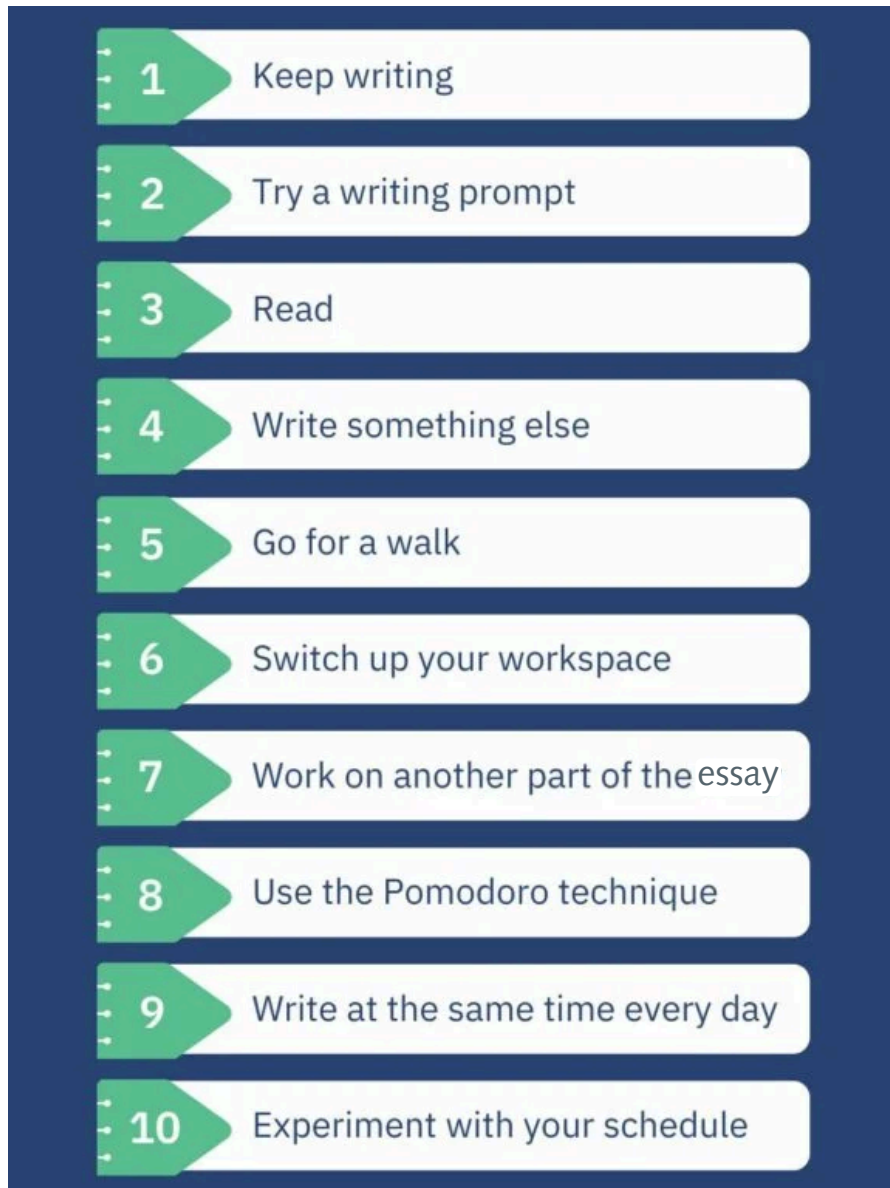 1 Keep writing
2 Try a writing prompt
3 Read
4 Write something else
5 Go for a walk
6 Switch up your workspace
7 Work on another part of the essay
8 Use the Pomodoro technique
9 Write at the same time every day
10 Experiment with your schedule